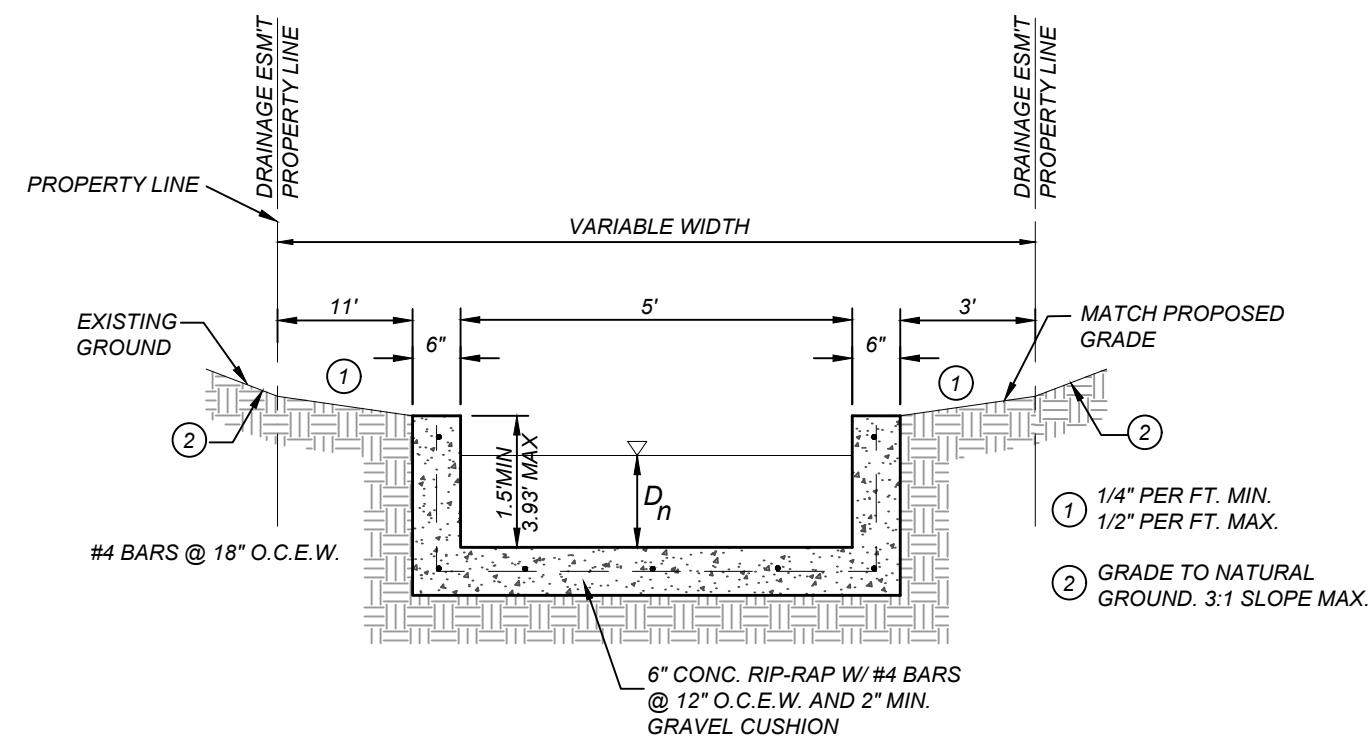 DRAINAGE ESM'T
PROPERTY LINE
DRAINAGE ESM'T
PROPERTY LINE
PROPERTY LINE
VARIABLE WIDTH
11'
5'
3'
EXISTING
GROUND
6"
6"
MATCH PROPOSED
GRADE
1
1
2
2
1.5'MIN
3.93' MAX
Dn
#4 BARS @ 18" O.C.E.W.
1 1/4" PER FT. MIN.
1/2" PER FT. MAX.
2 GRADE TO NATURAL
GROUND. 3:1 SLOPE MAX.
6" CONC. RIP-RAP W/ #4 BARS
@ 12" O.C.E.W. AND 2" MIN.
GRAVEL CUSHION